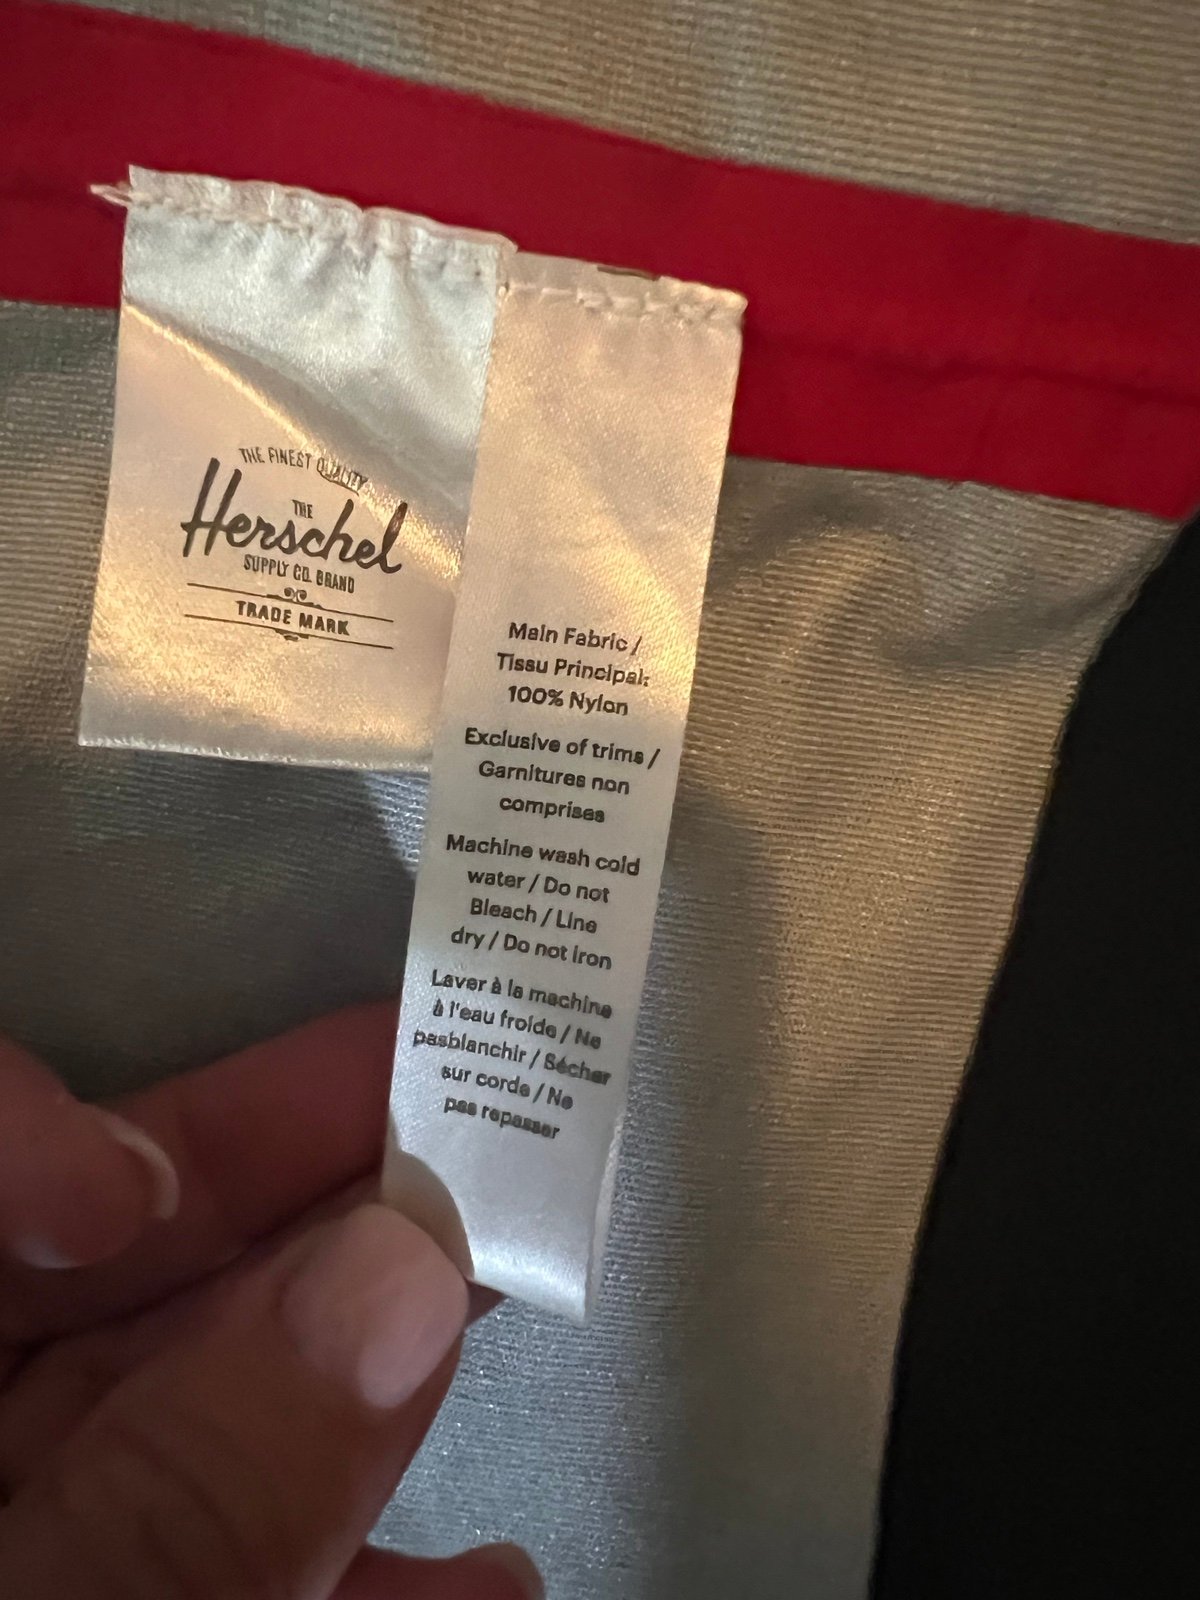 THE FINEST QUALITY
THE
Herschel
SUPPLY CO. BRAND
TRADE MARK
Main Fabric /
Tissu Principal:
100% Nylon
Exclusive of trims /
Garnitures non
comprises
Machine wash cold
water / Do not
Bleach / Line
dry / Do not iron
Laver à la machine
à l'eau froide / Ne
pasblanchir / Sécher
sur corde / Ne
pas repasser